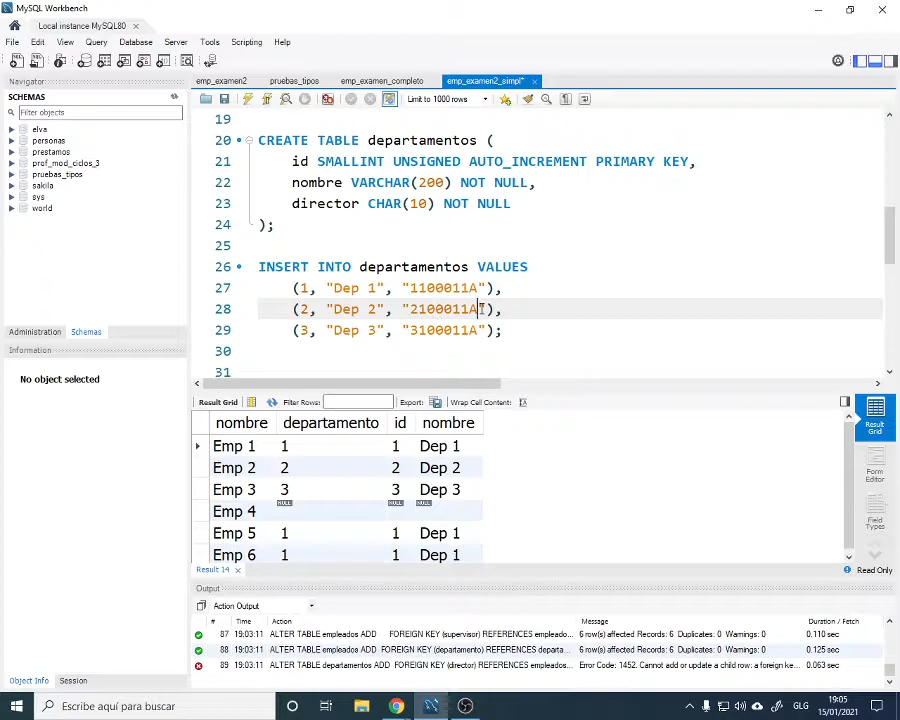 MySQL Workbench
Local instance MySQL80 ×
File Edit View Query Database Server Tools Scripting Help
Navigator
emp_examen2 pruebas_tipos emp_examen_completo emp_examen2_simpl* ×
SCHEMAS
Limit to 1000 rows
Filter objects
elva
personas
prestamos
prof_mod_ciclos_3
pruebas_tipos
sakila
sys
world
19
20 CREATE TABLE departamentos (
21 id SMALLINT UNSIGNED AUTO_INCREMENT PRIMARY KEY,
22 nombre VARCHAR(200) NOT NULL,
23 director CHAR(10) NOT NULL
24 );
25
26 INSERT INTO departamentos VALUES
27 (1, "Dep 1", "1100011A"),
28 (2, "Dep 2", "2100011A"),
29 (3, "Dep 3", "3100011A");
30
31
Administration Schemas
Information
No object selected
Result Grid Filter Rows: Export: Wrap Cell Content:
nombre departamento id nombre
Emp 1 1 1 Dep 1
Emp 2 2 2 Dep 2
Emp 3 3 3 Dep 3
Emp 4 NULL NULL NULL
Emp 5 1 1 Dep 1
Emp 6 1 1 Dep 1
Result Grid
Form Editor
Field Types
Result 14 × Read Only
Output
Action Output
# Time Action Message Duration / Fetch
87 19:03:11 ALTER TABLE empleados ADD FOREIGN KEY (supervisor) REFERENCES empleado... 6 row(s) affected Records: 6 Duplicates: 0 Warnings: 0 0.110 sec
88 19:03:11 ALTER TABLE empleados ADD FOREIGN KEY (departamento) REFERENCES departa... 6 row(s) affected Records: 6 Duplicates: 0 Warnings: 0 0.125 sec
89 19:03:11 ALTER TABLE departamentos ADD FOREIGN KEY (director) REFERENCES empleados... Error Code: 1452. Cannot add or update a child row: a foreign ke... 0.063 sec
Object Info Session
Escribe aquí para buscar
GLG
19:05
15/01/2021